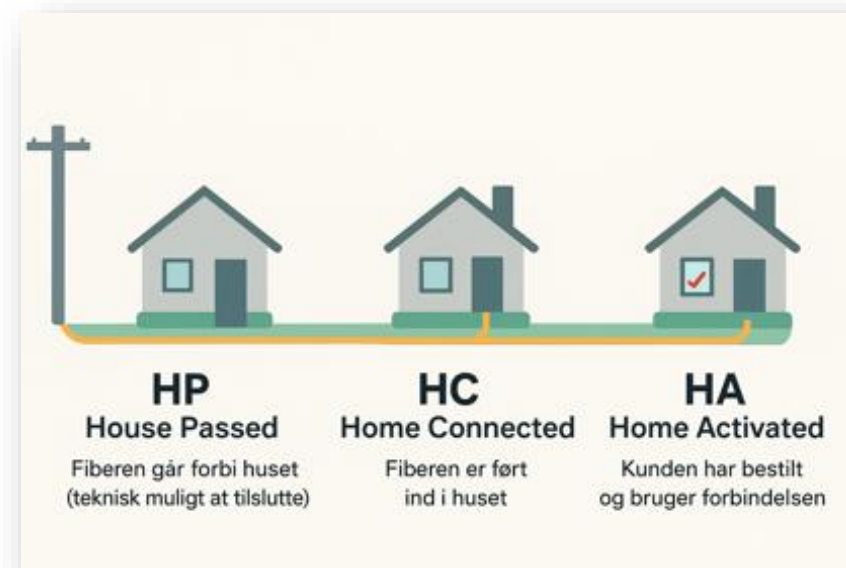 HP
House Passed
Fiberen går forbi huset
(teknisk muligt at tilslutte)
HC
Home Connected
Fiberen er ført
ind i huset
HA
Home Activated
Kunden har bestilt
og bruger forbindelsen